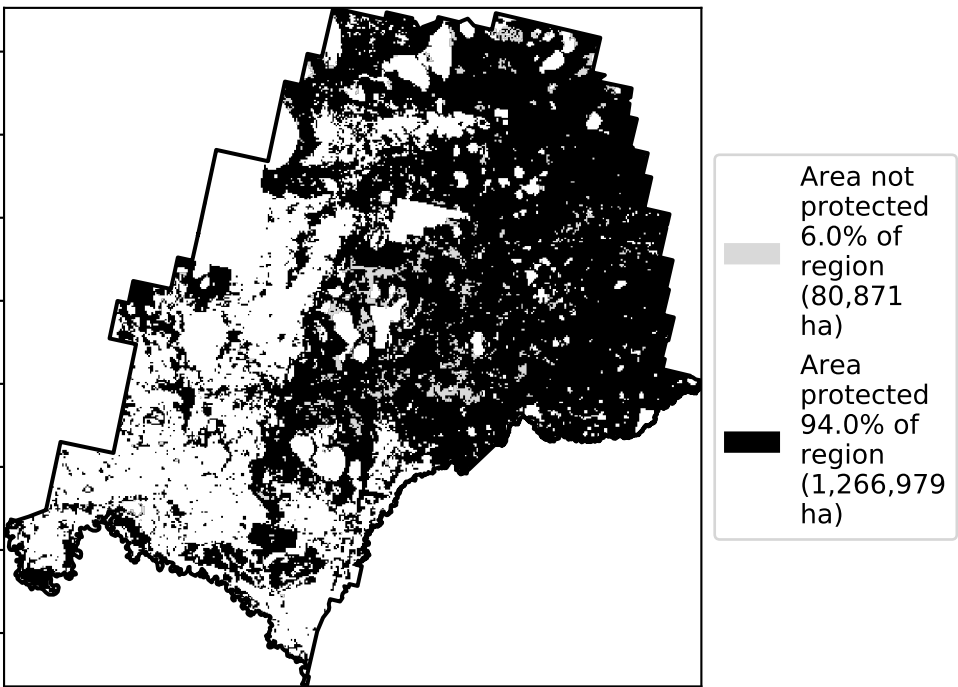 Area not
protected
6.0% of
region
(80,871
ha)
Area
protected
94.0% of
region
(1,266,979
ha)